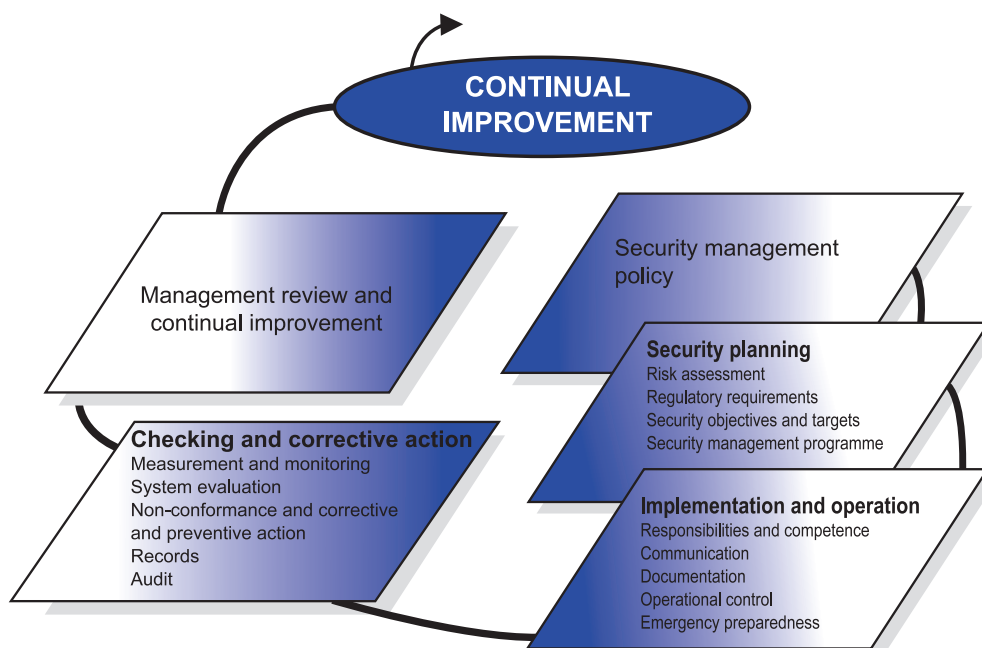 CONTINUAL
IMPROVEMENT
Security management
policy
Security planning
Risk assessment
Regulatory requirements
Security objectives and targets
Security management programme
Implementation and operation
Responsibilities and competence
Communication
Documentation
Operational control
Emergency preparedness
Checking and corrective action
Measurement and monitoring
System evaluation
Non-conformance and corrective
and preventive action
Records
Audit
Management review and
continual improvement